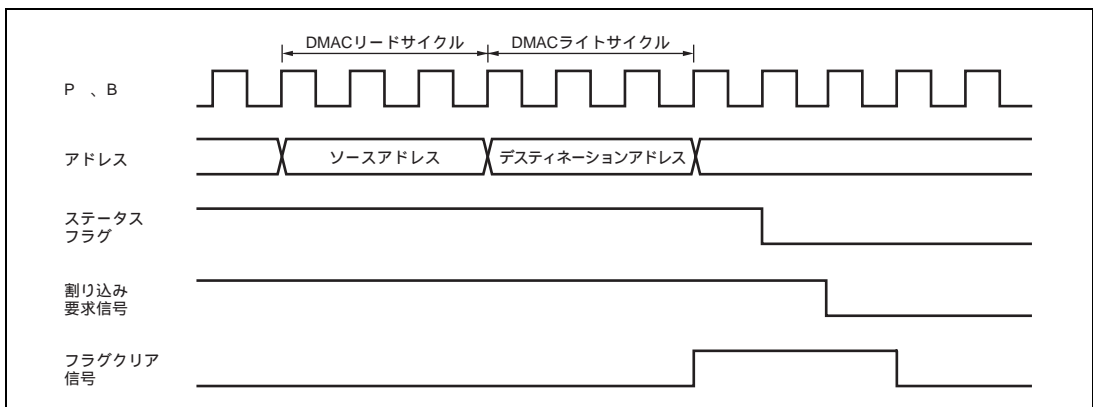 DMACリードサイクル DMACライトサイクル
P 、B
アドレス ソースアドレス デスティネーションアドレス
ステータス
フラグ
割り込み
要求信号
フラグクリア
信号